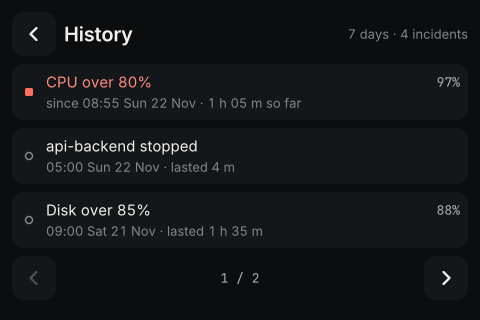 History
7 days · 4 incidents
CPU over 80%
97%
since 08:55 Sun 22 Nov · 1 h 05 m so far
api-backend stopped
05:00 Sun 22 Nov · lasted 4 m
Disk over 85%
88%
09:00 Sat 21 Nov · lasted 1 h 35 m
1 / 2